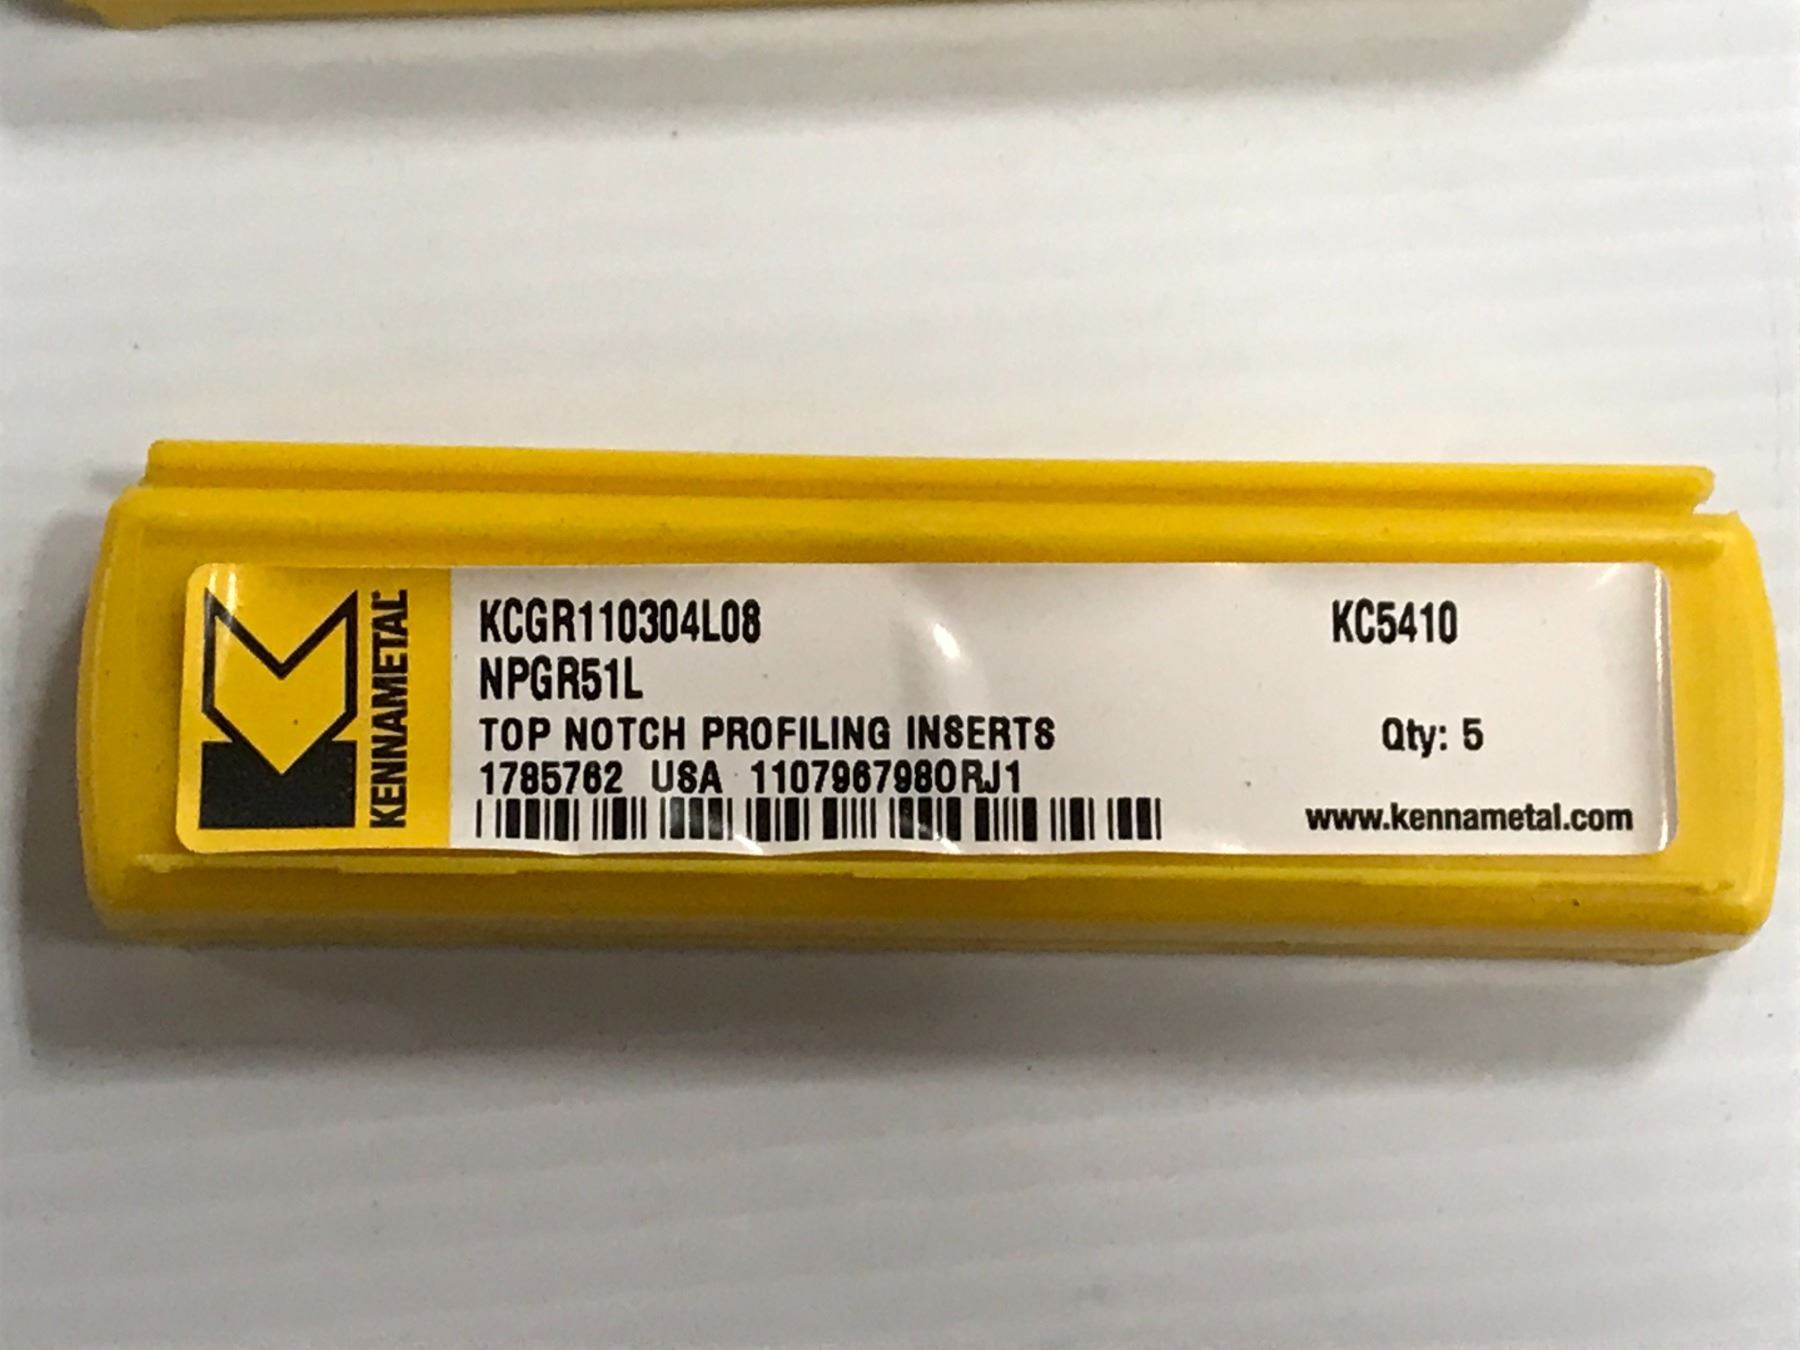 KENNAMETAL
KCGR110304L08
KC5410
NPGR51L
TOP NOTCH PROFILING INSERTS
Qty: 5
1785762 USA 1107967980RJ1
www.kennametal.com